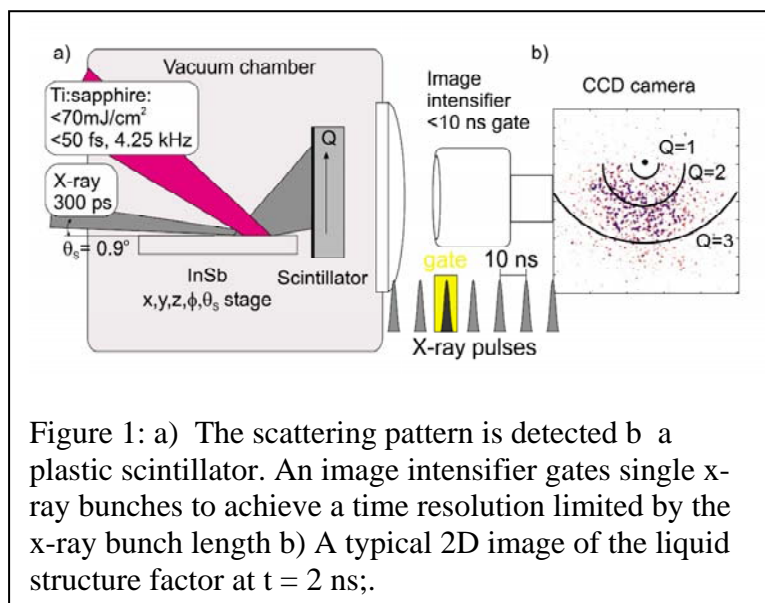 a)
Vacuum chamber
Ti:sapphire:
<70mJ/cm²
<50 fs, 4.25 kHz
X-ray
300 ps
θs= 0.9°
InSb
x,y,z,ϕ,θs stage
Q
Scintillator
Image
intensifier
<10 ns gate
gate
10 ns
X-ray pulses
b)
CCD camera
Q=1
Q=2
Q=3
Figure 1: a)  The scattering pattern is detected b  a
plastic scintillator. An image intensifier gates single x-
ray bunches to achieve a time resolution limited by the
x-ray bunch length b) A typical 2D image of the liquid
structure factor at t = 2 ns;.